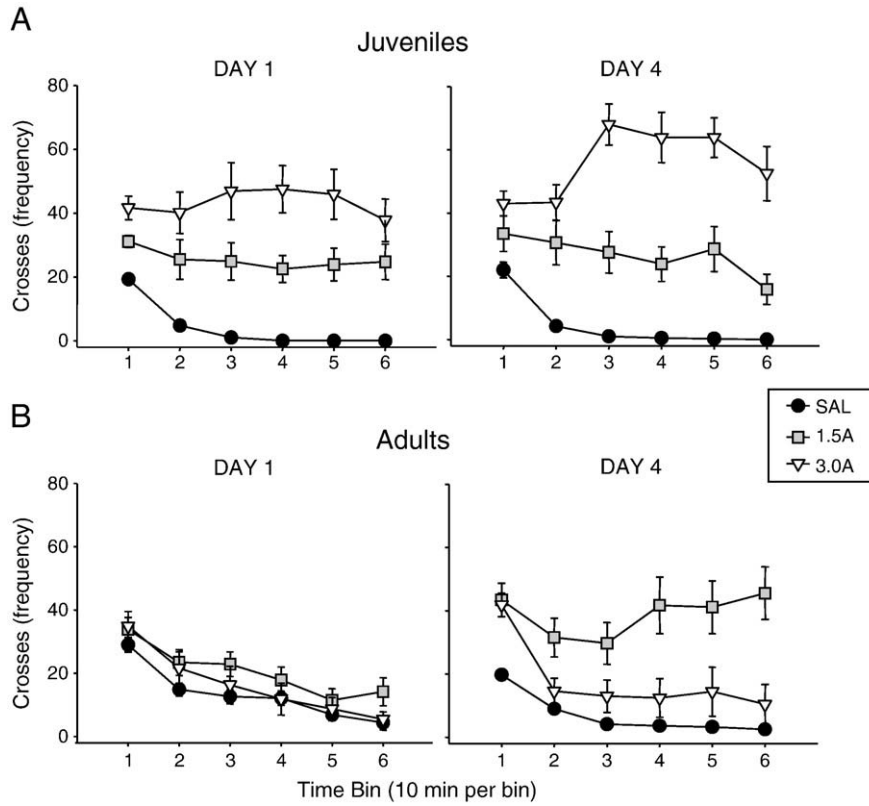 A
Juveniles
DAY 1
DAY 4
Crosses (frequency)
80
60
40
20
0
1 2 3 4 5 6
1 2 3 4 5 6
SAL
1.5A
3.0A
B
Adults
DAY 1
DAY 4
Crosses (frequency)
80
60
40
20
0
1 2 3 4 5 6
1 2 3 4 5 6
Time Bin (10 min per bin)